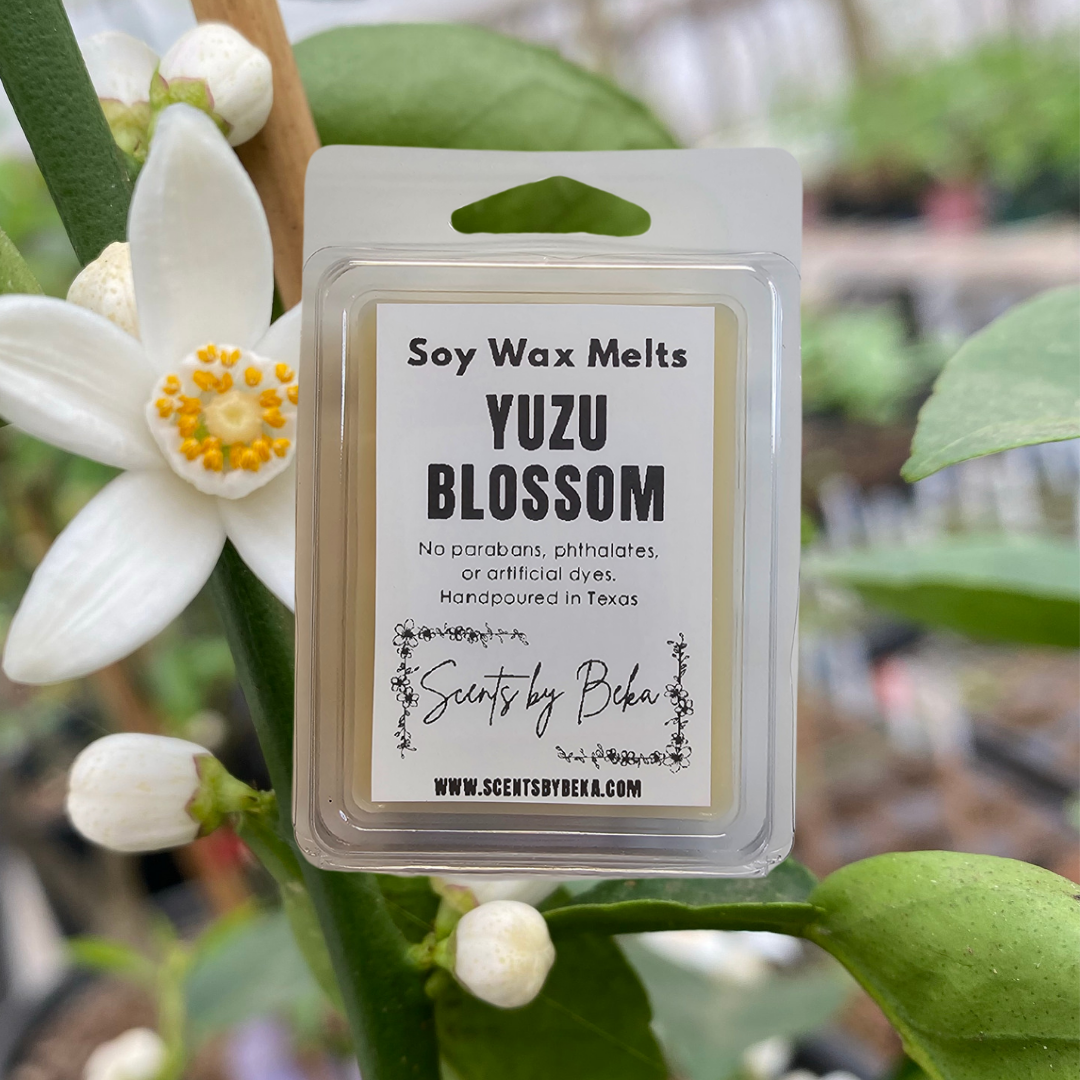 Soy Wax Melts
YUZU
BLOSSOM
No parabans, phthalates,
or artificial dyes.
Handpoured in Texas
Scents by Beka
WWW.SCENTSBYBEKA.COM